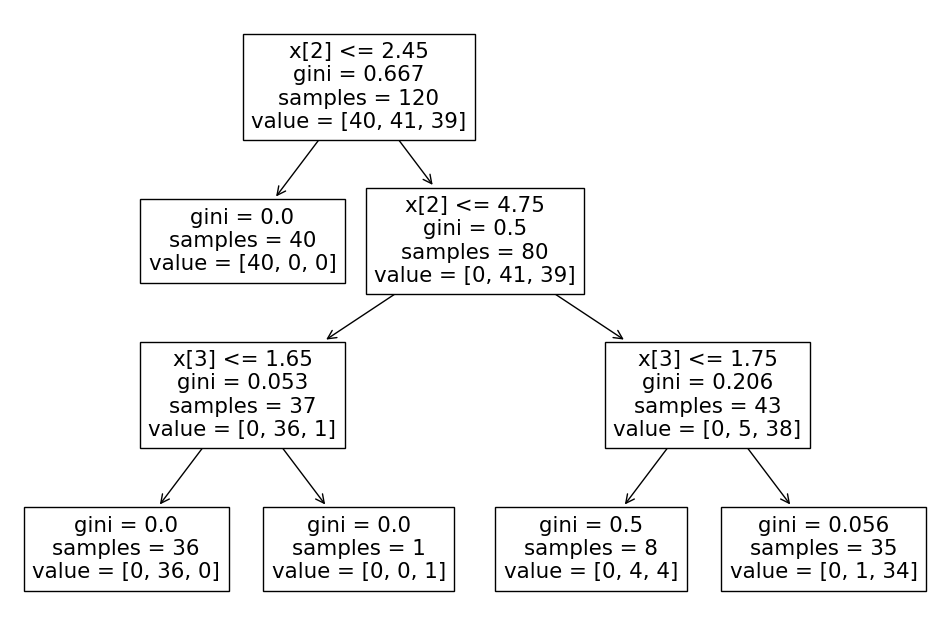 x[2] <= 2.45
gini = 0.667
samples = 120
value = [40, 41, 39]
gini = 0.0
samples = 40
value = [40, 0, 0]
x[2] <= 4.75
gini = 0.5
samples = 80
value = [0, 41, 39]
x[3] <= 1.65
gini = 0.053
samples = 37
value = [0, 36, 1]
x[3] <= 1.75
gini = 0.206
samples = 43
value = [0, 5, 38]
gini = 0.0
samples = 36
value = [0, 36, 0]
gini = 0.0
samples = 1
value = [0, 0, 1]
gini = 0.5
samples = 8
value = [0, 4, 4]
gini = 0.056
samples = 35
value = [0, 1, 34]